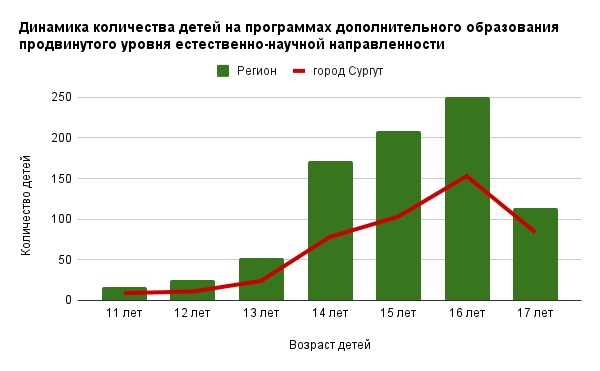 Динамика количества детей на программах дополнительного образования
продвинутого уровня естественно-научной направленности
Регион
город Сургут
Количество детей
250
200
150
100
50
0
11 лет
12 лет
13 лет
14 лет
15 лет
16 лет
17 лет
Возраст детей